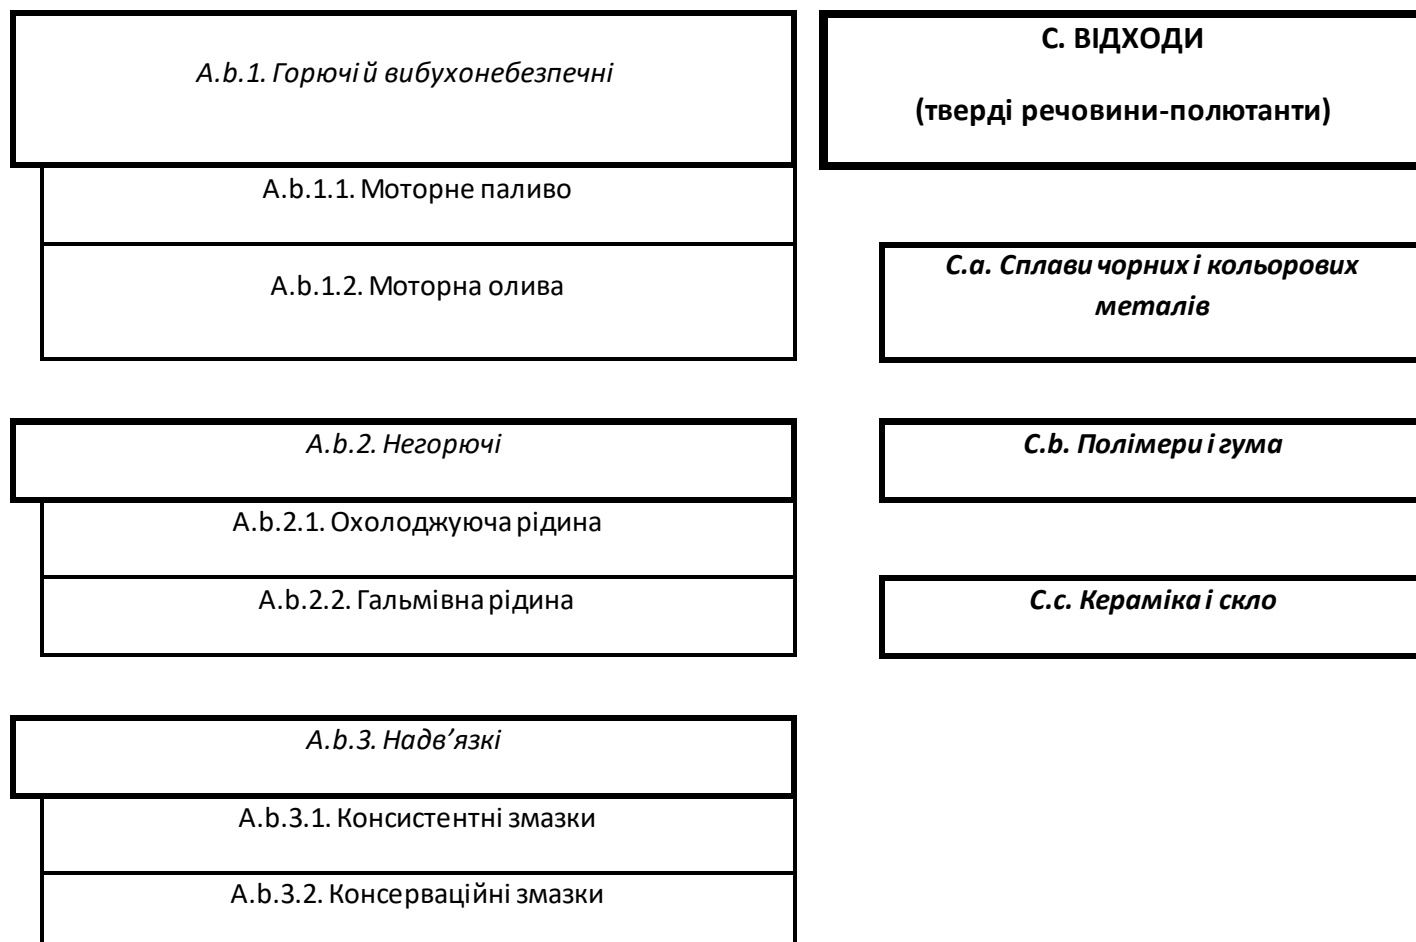 A.b.1. Горючі й вибухонебезпечні
A.b.1.1. Моторне паливо
A.b.1.2. Моторна олива
A.b.2. Негорючі
A.b.2.1. Охолоджуюча рідина
A.b.2.2. Гальмівна рідина
A.b.3. Надв’язкі
A.b.3.1. Консистентні змазки
A.b.3.2. Консерваційні змазки
С. ВІДХОДИ
(тверді речовини-полютанти)
C.a. Сплави чорних і кольорових
металів
C.b. Полімери і гума
C.c. Кераміка і скло